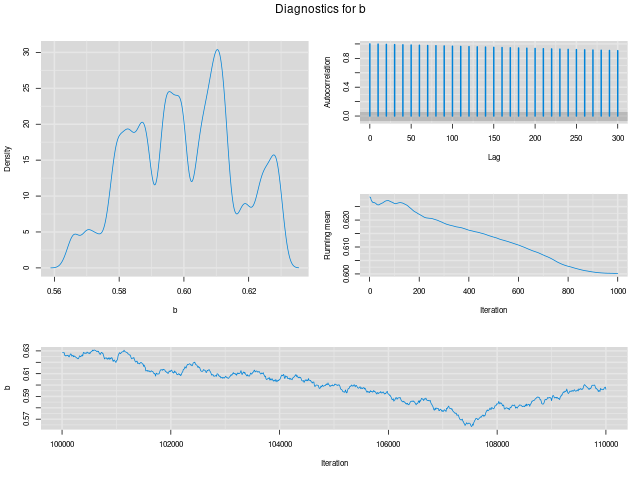 Diagnostics for b
Density
30
25
20
15
10
5
0
0.56 0.58 0.60 0.62
b
Autocorrelation
0.8
0.4
0.0
0 50 100 150 200 250 300
Lag
Running mean
0.620
0.610
0.600
0 200 400 600 800 1000
Iteration
b
0.63
0.61
0.59
0.57
100000 102000 104000 106000 108000 110000
Iteration